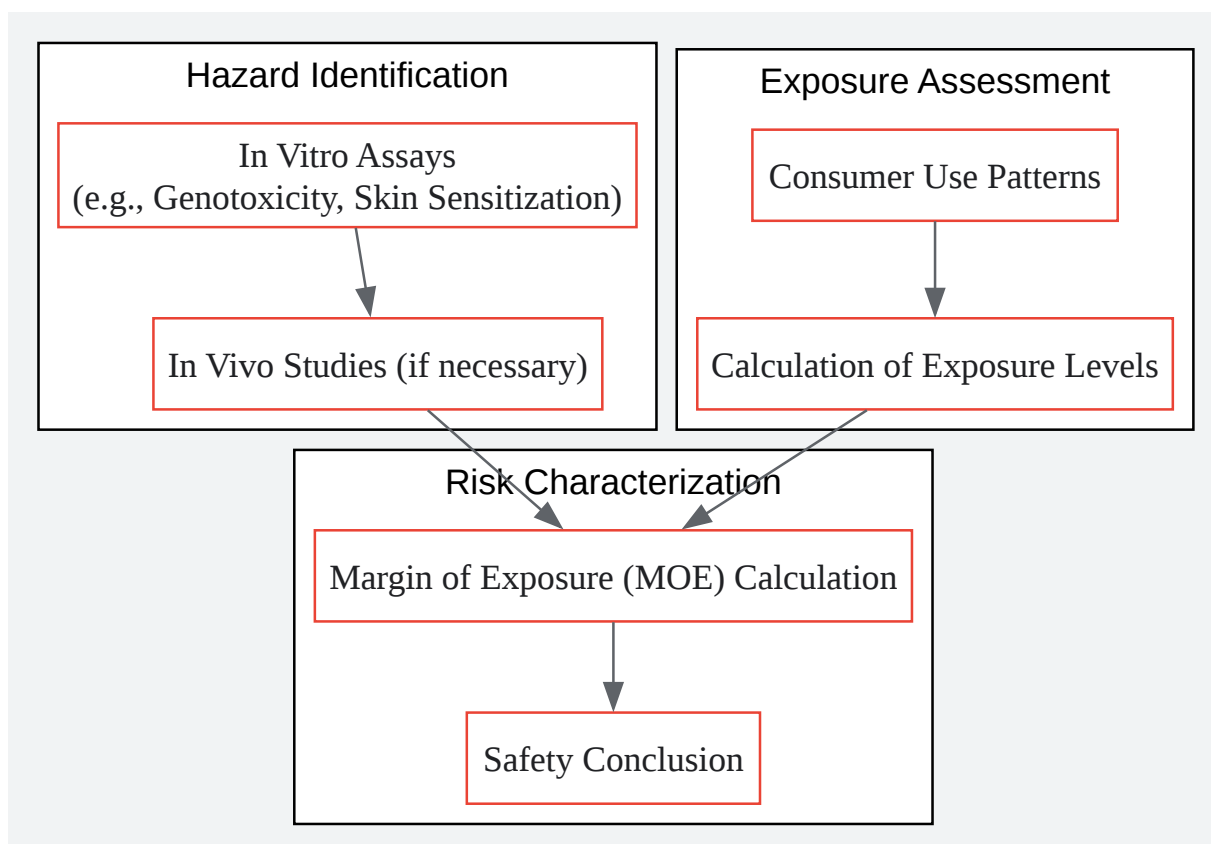 Hazard Identification
In Vitro Assays
(e.g., Genotoxicity, Skin Sensitization)
In Vivo Studies (if necessary)
Exposure Assessment
Consumer Use Patterns
Calculation of Exposure Levels
Risk Characterization
Margin of Exposure (MOE) Calculation
Safety Conclusion